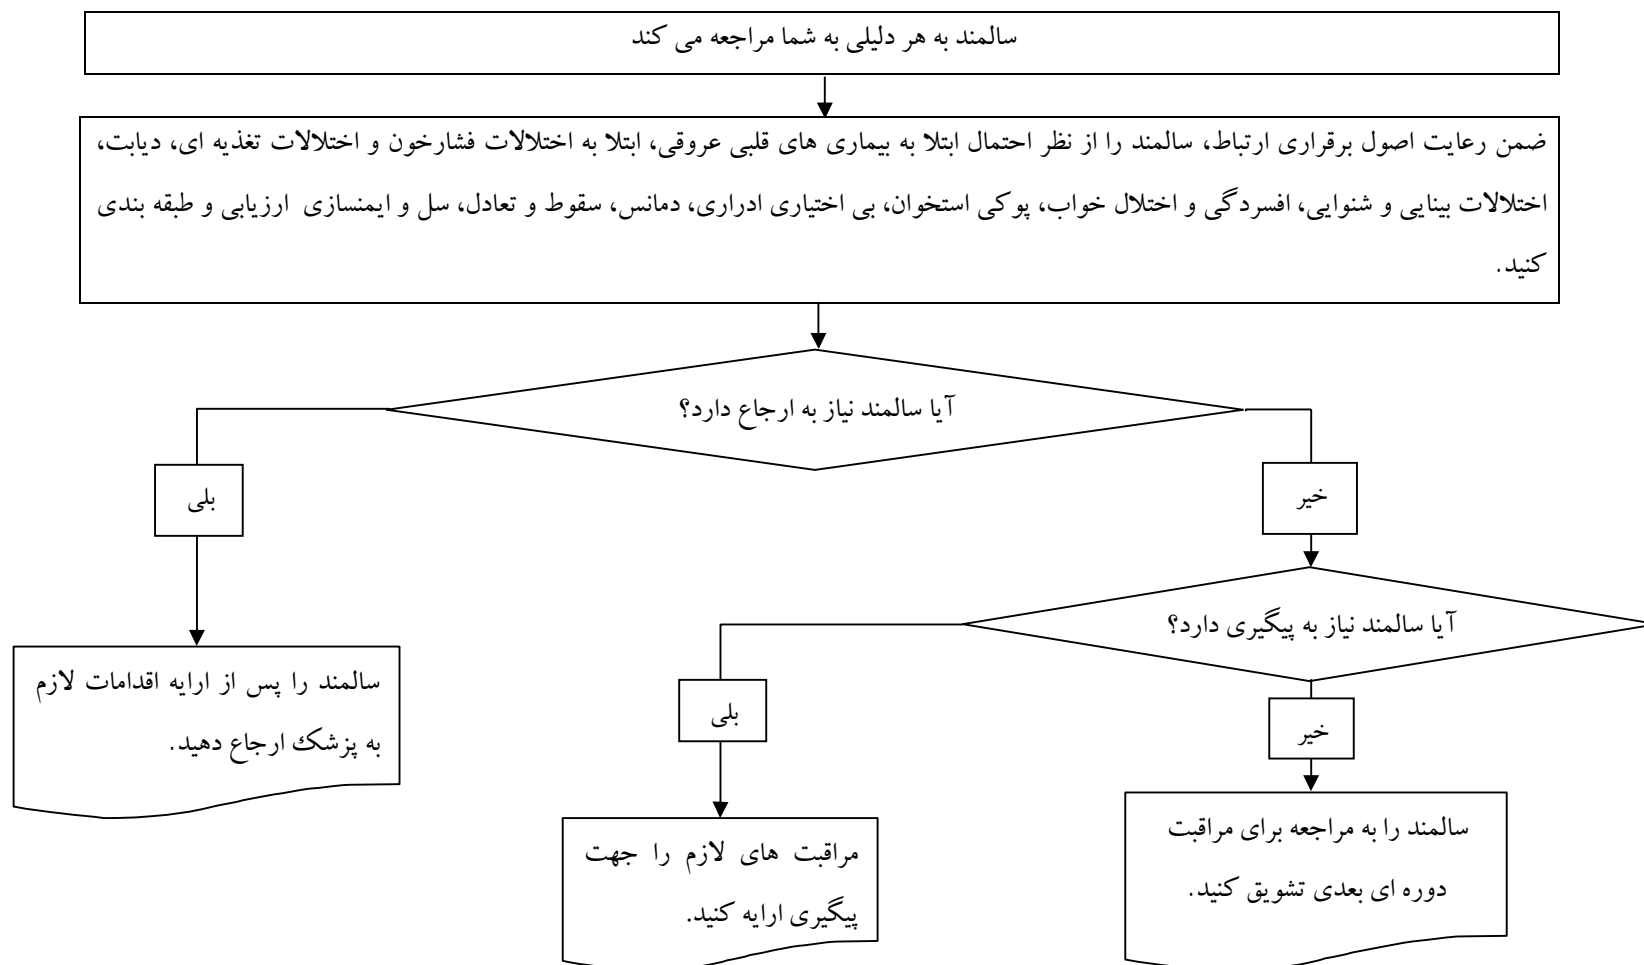 سالمند به هر دلیلی به شما مراجعه می کند
ضمن رعایت اصول برقراری ارتباط، سالمند را از نظر احتمال ابتلا به بیماری های قلبی عروقی، ابتلا به اختلالات فشارخون و اختلالات تغذیه ای، دیابت،
اختلالات بینایی و شنوایی، افسردگی و اختلال خواب، پوکی استخوان، بی اختیاری ادراری، دمانس، سقوط و تعادل، سل و ایمنسازی ارزیابی و طبقه بندی
کنید.
آیا سالمند نیاز به ارجاع دارد؟
خیر
بلی
آیا سالمند نیاز به پیگیری دارد؟
سالمند را پس از ارایه اقدامات لازم
به پزشک ارجاع دهید.
خیر
بلی
سالمند را به مراجعه برای مراقبت
دوره ای بعدی تشویق کنید.
مراقبت های لازم را جهت
پیگیری ارایه کنید.